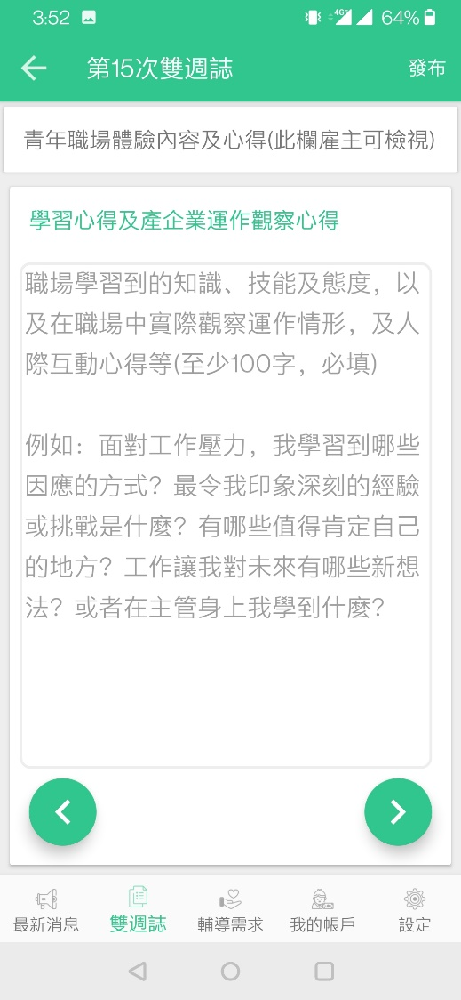 3:52
4G+
64%
第15次雙週誌
發布
青年職場體驗內容及心得(此欄雇主可檢視)
學習心得及產企業運作觀察心得
職場學習到的知識、技能及態度，以
及在職場中實際觀察運作情形，及人
際互動心得等(至少100字，必填)
例如：面對工作壓力，我學習到哪些
因應的方式？最令我印象深刻的經驗
或挑戰是什麼？有哪些值得肯定自己
的地方？工作讓我對未來有哪些新想
法？或者在主管身上我學到什麼？
最新消息
雙週誌
輔導需求
我的帳戶
設定